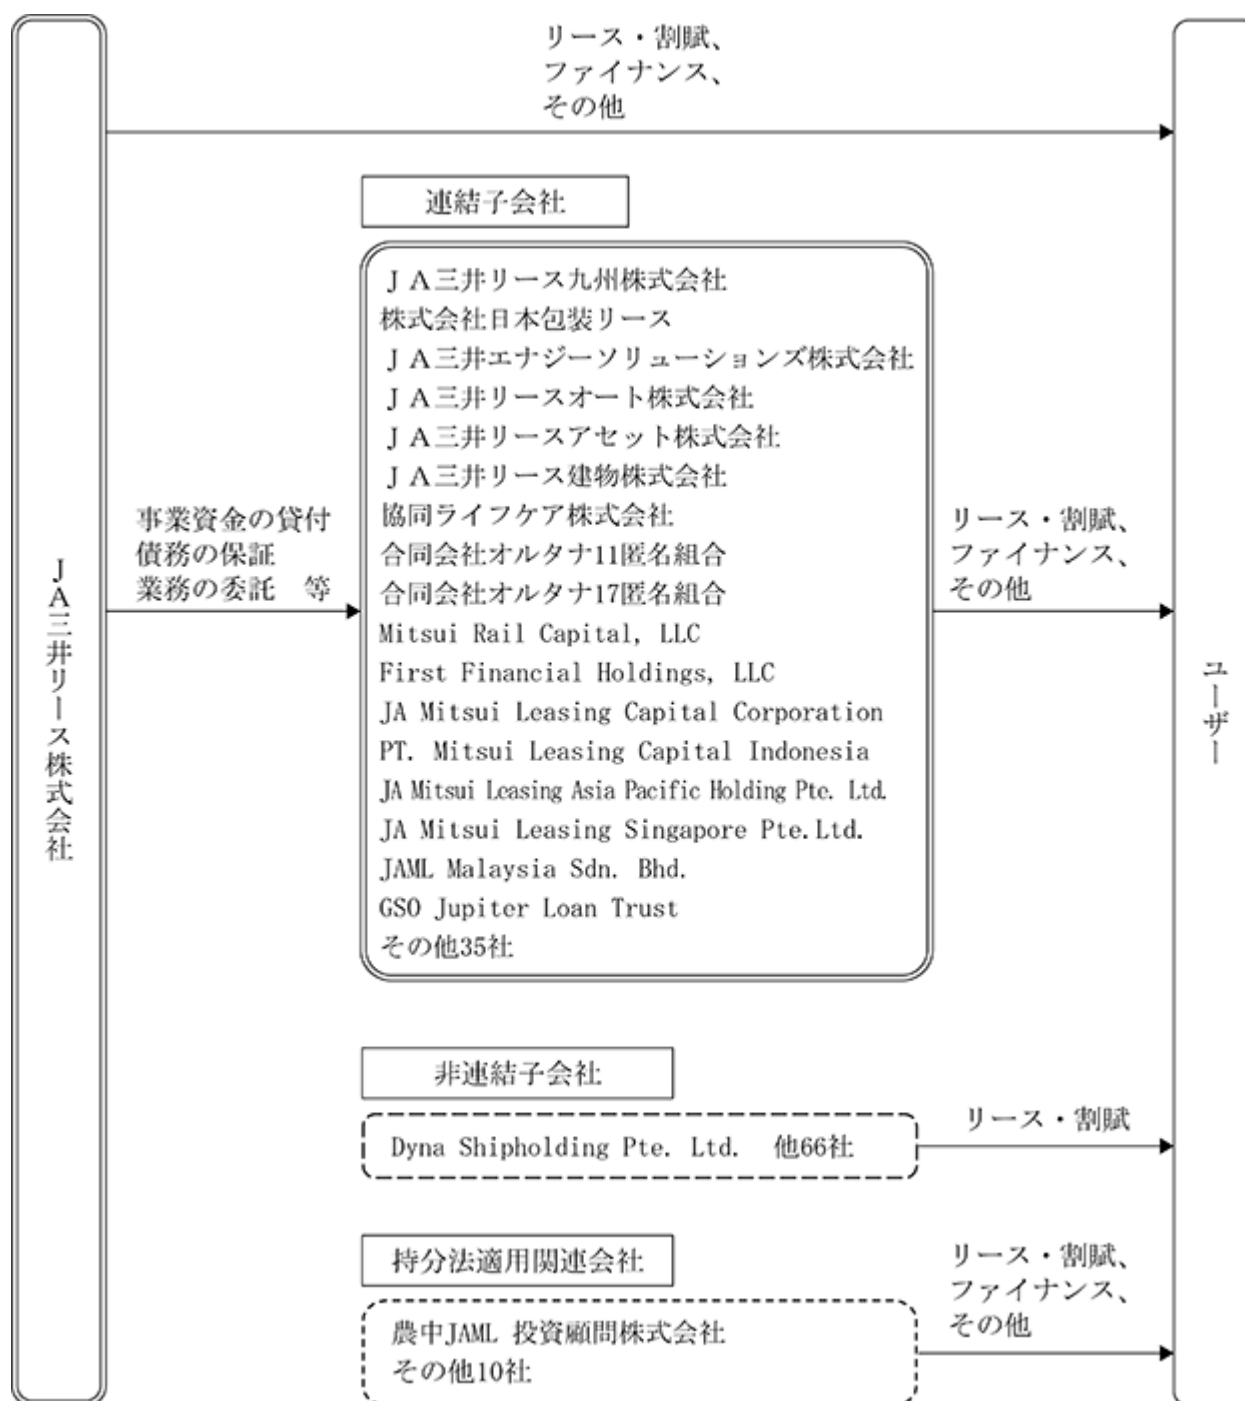 リース・割賦、
ファイナンス、
その他
連結子会社
ＪＡ三井リース九州株式会社
株式会社日本包装リース
ＪＡ三井エナジーソリューションズ株式会社
ＪＡ三井リースオート株式会社
ＪＡ三井リースアセット株式会社
ＪＡ三井リース建物株式会社
協同ライフケア株式会社
合同会社オルタナ11匿名組合
合同会社オルタナ17匿名組合
Mitsui Rail Capital, LLC
First Financial Holdings, LLC
JA Mitsui Leasing Capital Corporation
PT. Mitsui Leasing Capital Indonesia
JA Mitsui Leasing Asia Pacific Holding Pte. Ltd.
JA Mitsui Leasing Singapore Pte.Ltd.
JAML Malaysia Sdn. Bhd.
GSO Jupiter Loan Trust
その他35社
事業資金の貸付
債務の保証
業務の委託　等
リース・割賦、
ファイナンス、
その他
ＪＡ三井リース株式会社
ユーザー
非連結子会社
Dyna Shipholding Pte. Ltd.　他66社
リース・割賦
持分法適用関連会社
農中JAML 投資顧問株式会社
その他10社
リース・割賦、
ファイナンス、
その他